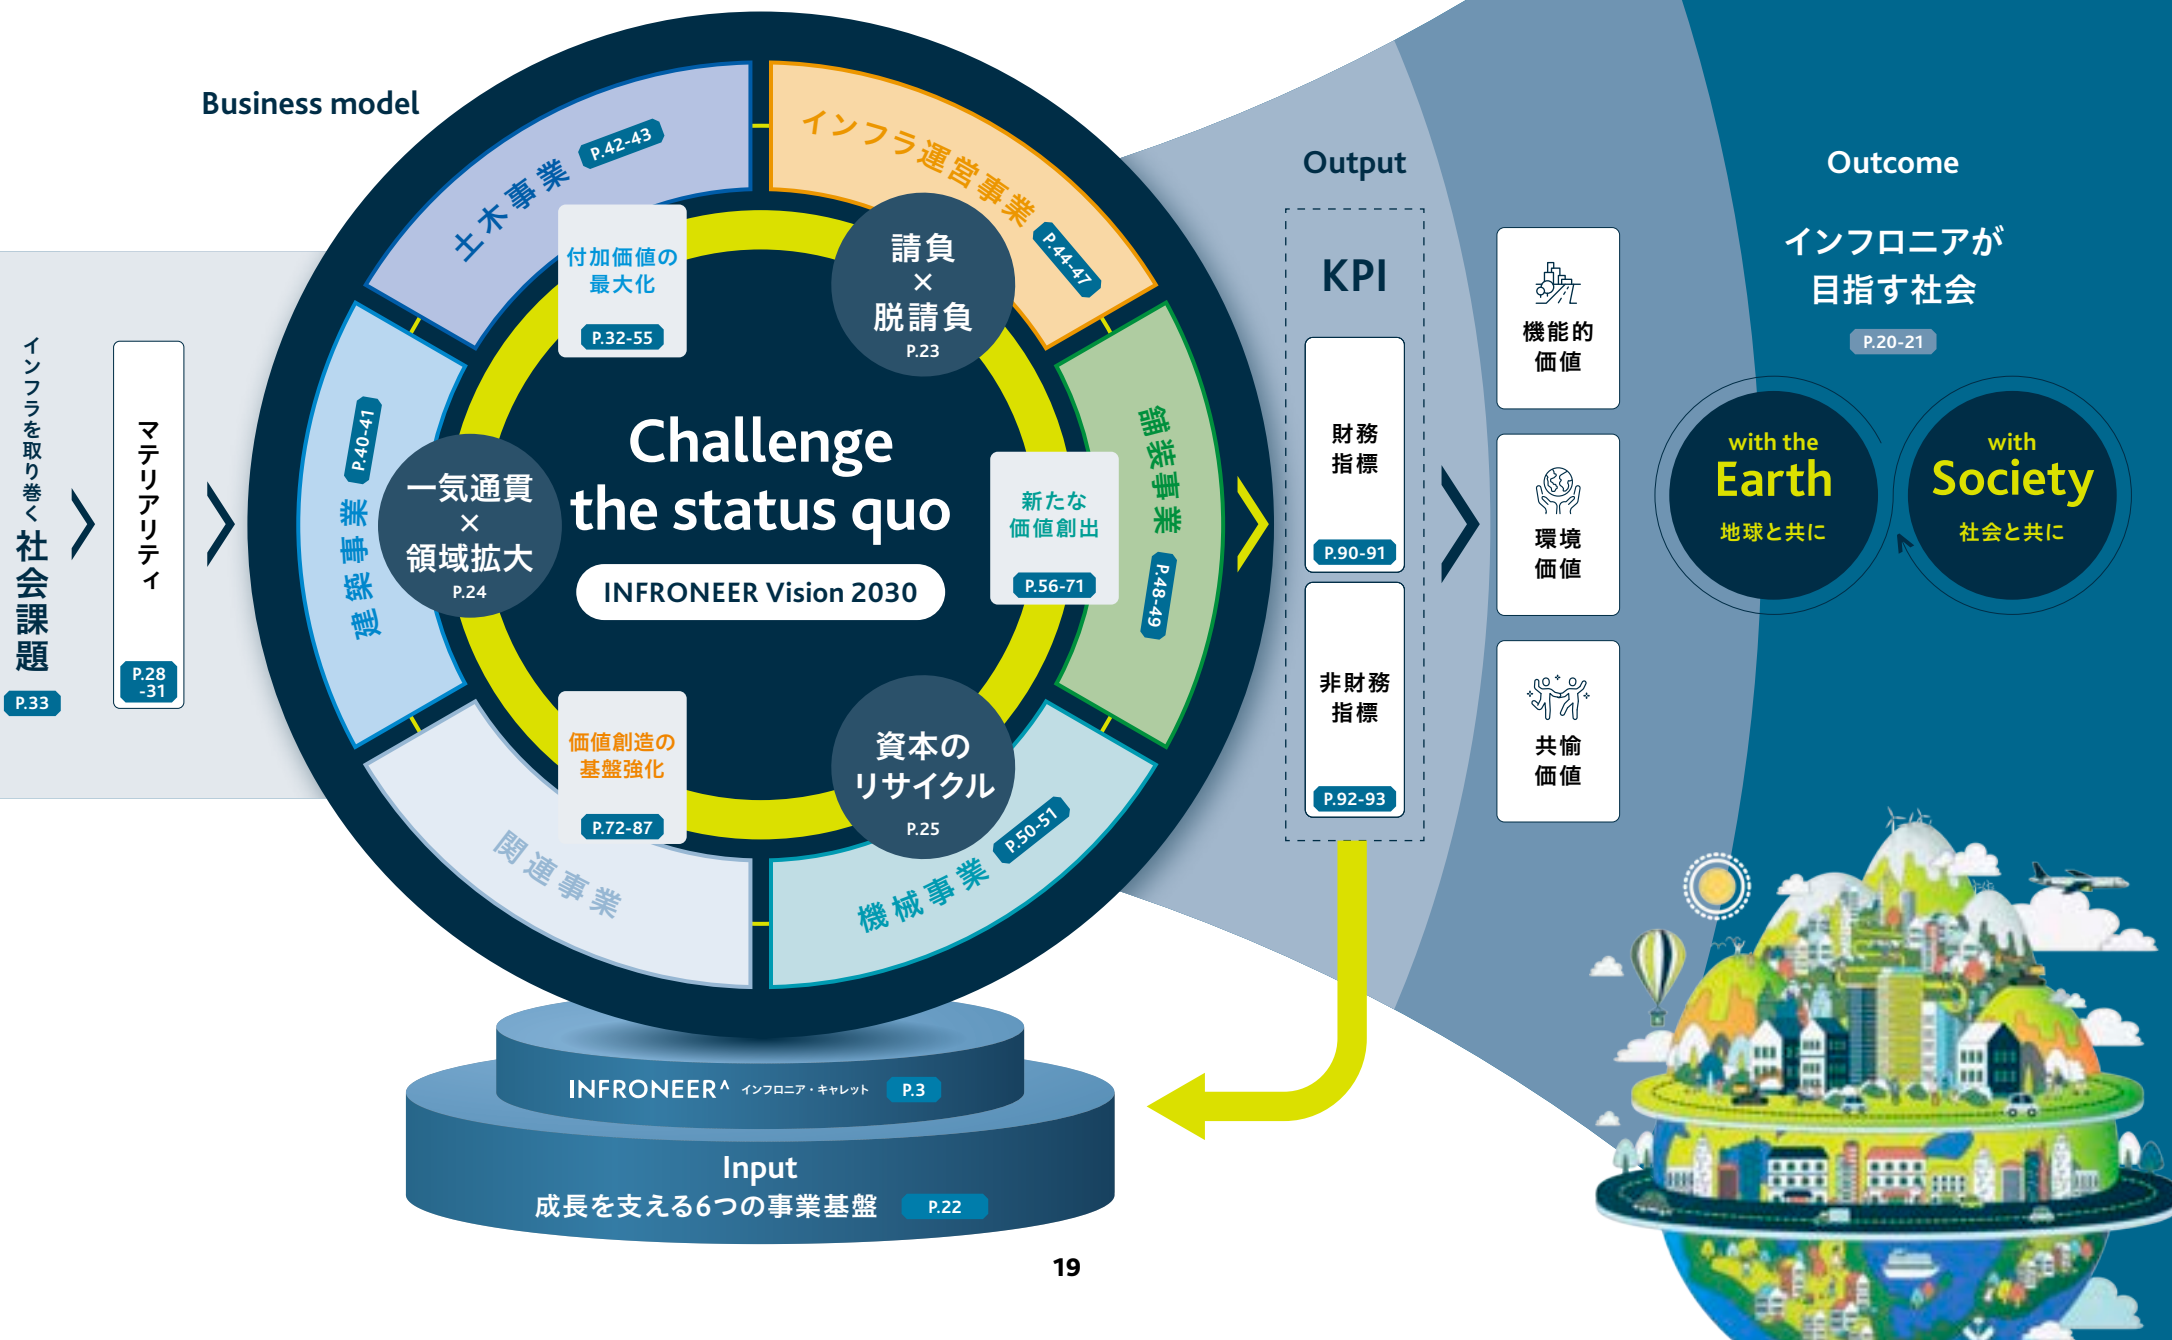 Business model
インフラを取り巻く
社会課題
P.33
マテリアリティ
P.28
-31
土木事業
P.42-43
インフラ運営事業
P.44-47
舗装事業
P.48-49
機械事業
P.50-51
関連事業
建築事業
P.40-41
付加価値の
最大化
P.32-55
請負
×
脱請負
P.23
一気通貫
×
領域拡大
P.24
新たな
価値創出
P.56-71
価値創造の
基盤強化
P.72-87
資本の
リサイクル
P.25
Challenge
the status quo
INFRONEER Vision 2030
INFRONEER^ インフロニア・キャレット P.3
Input
成長を支える6つの事業基盤 P.22
Output
KPI
財務
指標
P.90-91
非財務
指標
P.92-93
機能的
価値
環境
価値
共愉
価値
Outcome
インフロニアが
目指す社会
P.20-21
with the
Earth
地球と共に
with
Society
社会と共に
19